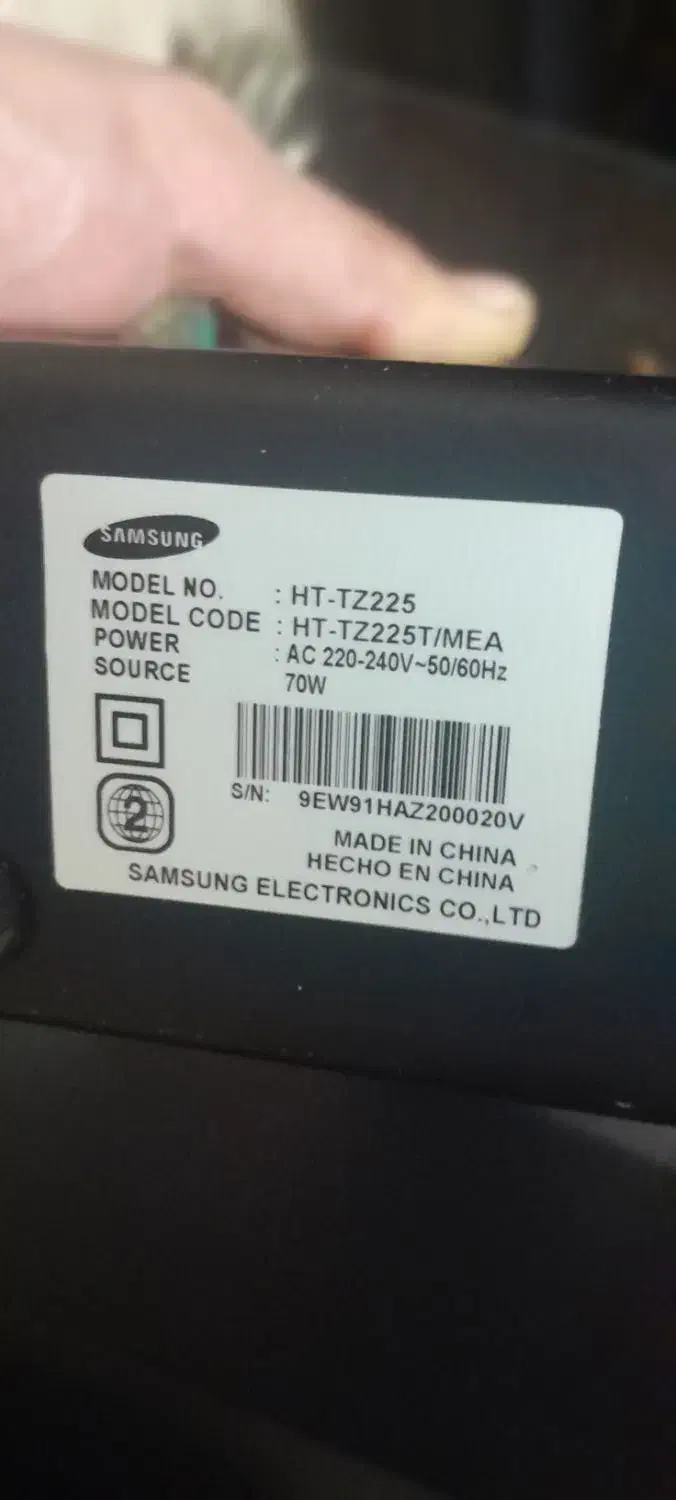 SAMSUNG
MODEL NO. : HT-TZ225
MODEL CODE : HT-TZ225T/MEA
POWER : AC 220-240V~50/60Hz
SOURCE 70W
2
S/N: 9EW91HAZ200020V
MADE IN CHINA
HECHO EN CHINA
SAMSUNG ELECTRONICS CO.,LTD